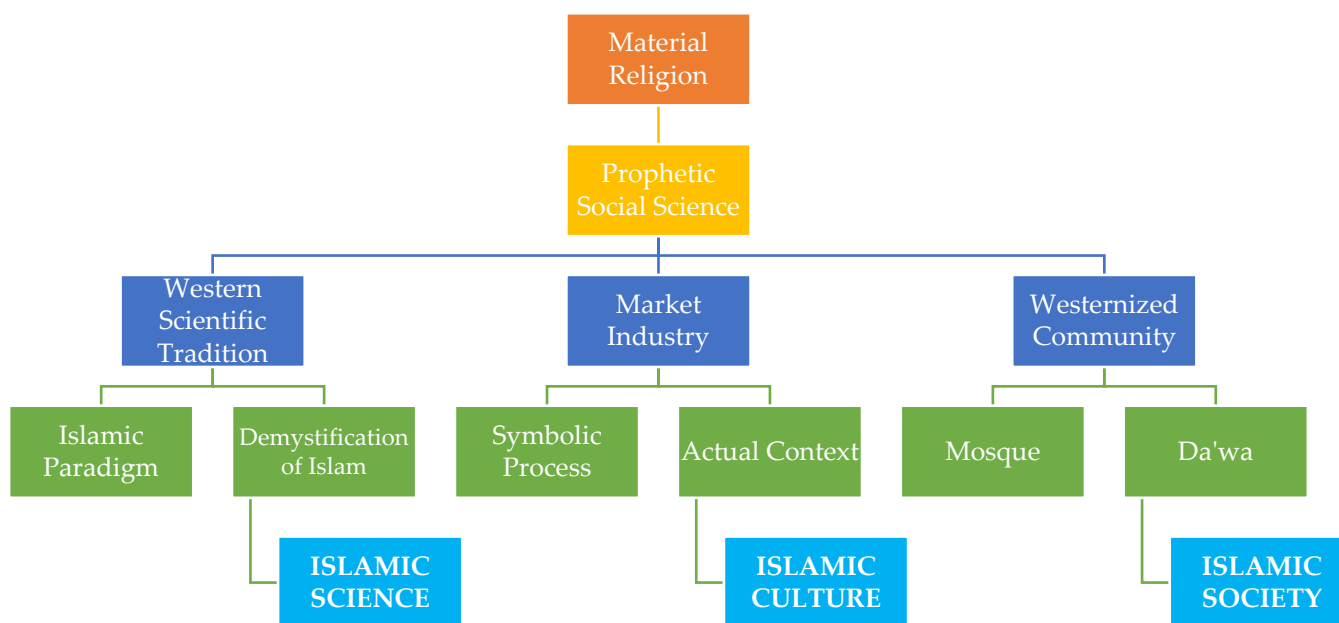 Material
Religion
Prophetic
Social Science
Western
Scientific
Tradition
Market
Industry
Westernized
Community
Islamic
Paradigm
Demystification
of Islam
Symbolic
Process
Actual Context
Mosque
Da'wa
ISLAMIC
SCIENCE
ISLAMIC
CULTURE
ISLAMIC
SOCIETY